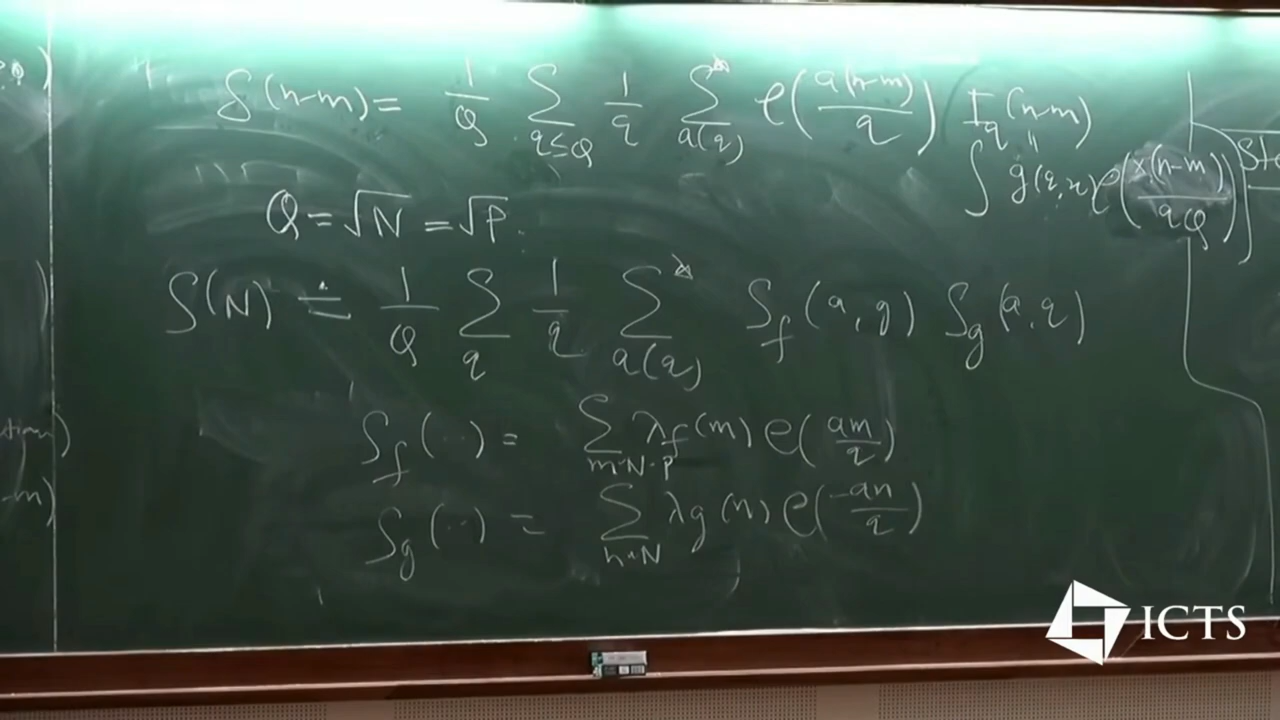 δ(n-m) = 1/Q ∑_{q≤Q} 1/q ∑*_{a(q)} e(a(n-m)/q) I_q(n-m)
" ∫ g(q,x) e(x(n-m)/qQ)
Q = √N = √P.
S(N) ≐ 1/Q ∑_q 1/q ∑*_{a(q)} S_f(a,q) S_g(a,q)
S_f(··) = ∑_{m~N~P} λ_f(m) e(am/q)
S_g(··) = ∑_{n~N} λ_g(n) e(-an/q)
-m)
ICTS